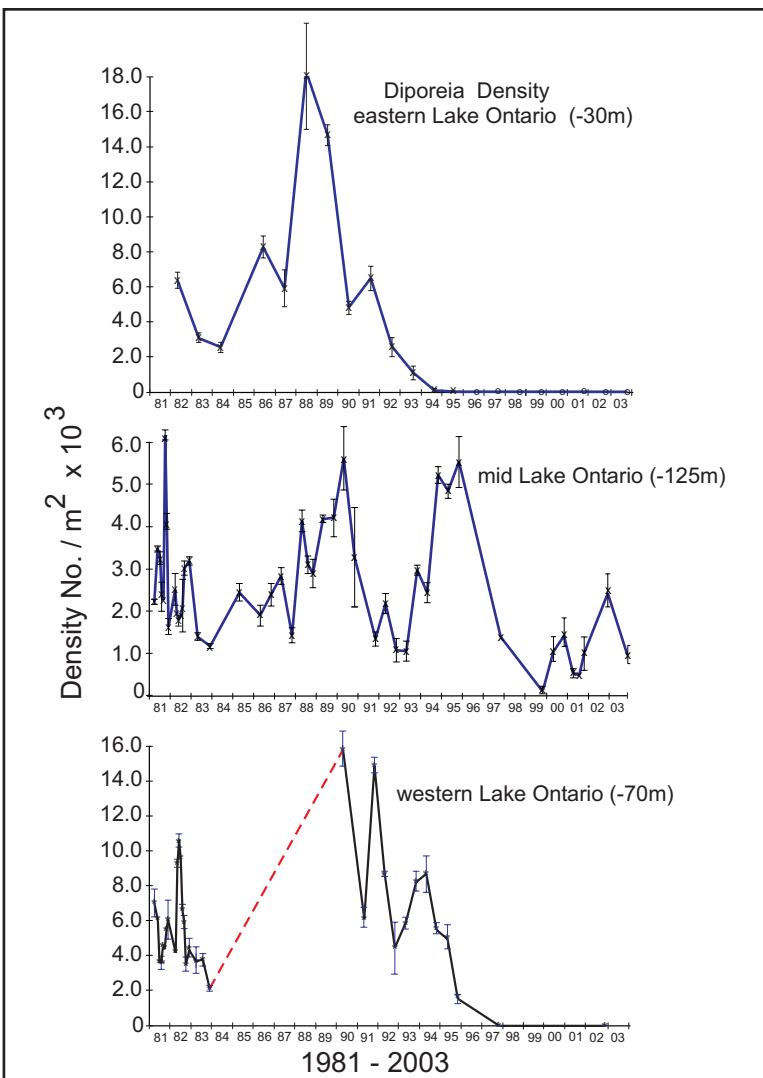 Diporeia Density
eastern Lake Ontario (-30m)
18.0
16.0
14.0
12.0
10.0
8.0
6.0
4.0
2.0
0
81 82 83 84 86 87 88 89 90 91 92 93 94 95 96 97 98 99 00 01 02 03
Density No. / m² x 10³
mid Lake Ontario (-125m)
6.0
5.0
4.0
3.0
2.0
1.0
0
81 82 83 84 85 86 87 88 89 90 91 92 93 94 95 96 97 98 99 00 01 02 03
western Lake Ontario (-70m)
16.0
14.0
12.0
10.0
8.0
6.0
4.0
2.0
0
81 82 83 84 85 86 87 88 89 90 91 92 93 94 95 96 97 98 99 00 01 02 03
1981 - 2003